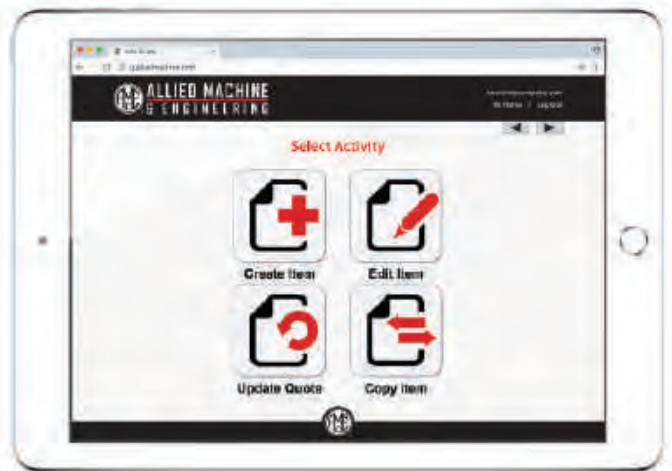 ALLIED MACHINE
& ENGINEERING
Select Activity
Create Item
Edit Item
Update Quote
Copy Item